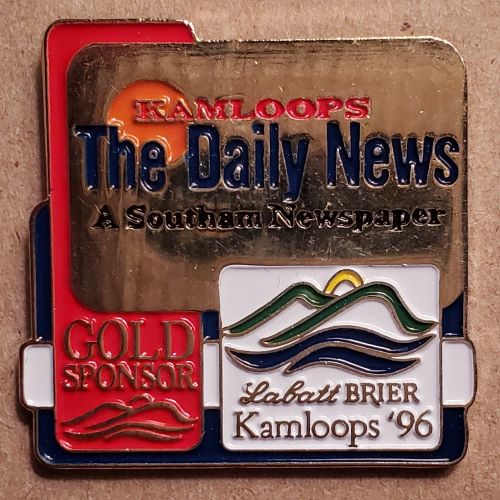 KAMLOOPS
The Daily News
A Southam Newspaper
GOLD
SPONSOR
Labatt BRIER
Kamloops '96